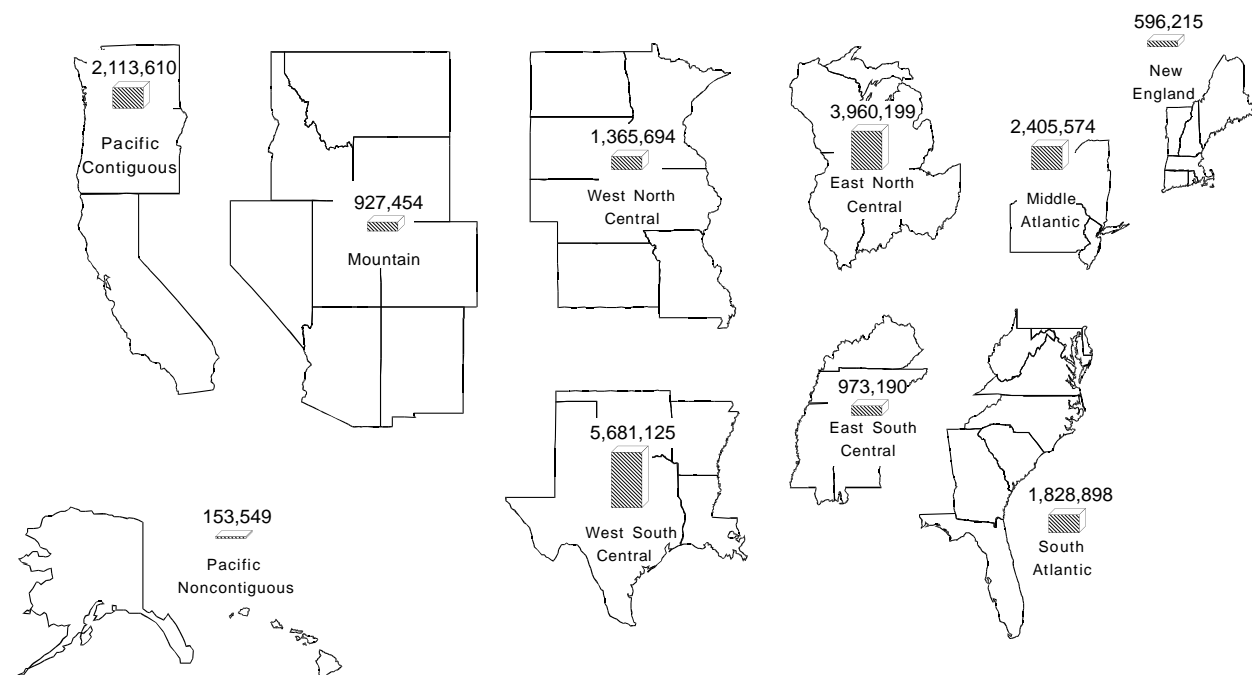 596,215
New
England
2,113,610
Pacific
Contiguous
927,454
Mountain
1,365,694
West North
Central
3,960,199
East North
Central
2,405,574
Middle
Atlantic
5,681,125
West South
Central
973,190
East South
Central
1,828,898
South
Atlantic
153,549
Pacific
Noncontiguous